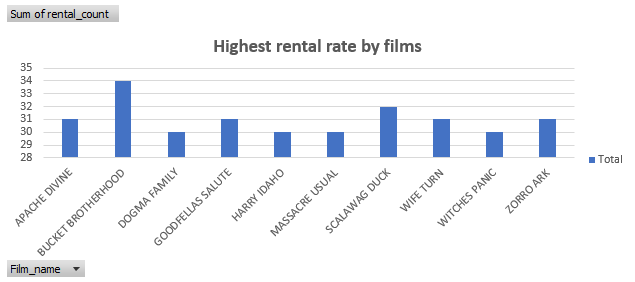 Sum of rental_count
Highest rental rate by films
35
34
33
32
31
30
29
28
APACHE DIVINE
BUCKET BROTHERHOOD
DOGMA FAMILY
GOODFELLAS SALUTE
HARRY IDAHO
MASSACRE USUAL
SCALAWAG DUCK
WIFE TURN
WITCHES PANIC
ZORRO ARK
Total
Film_name